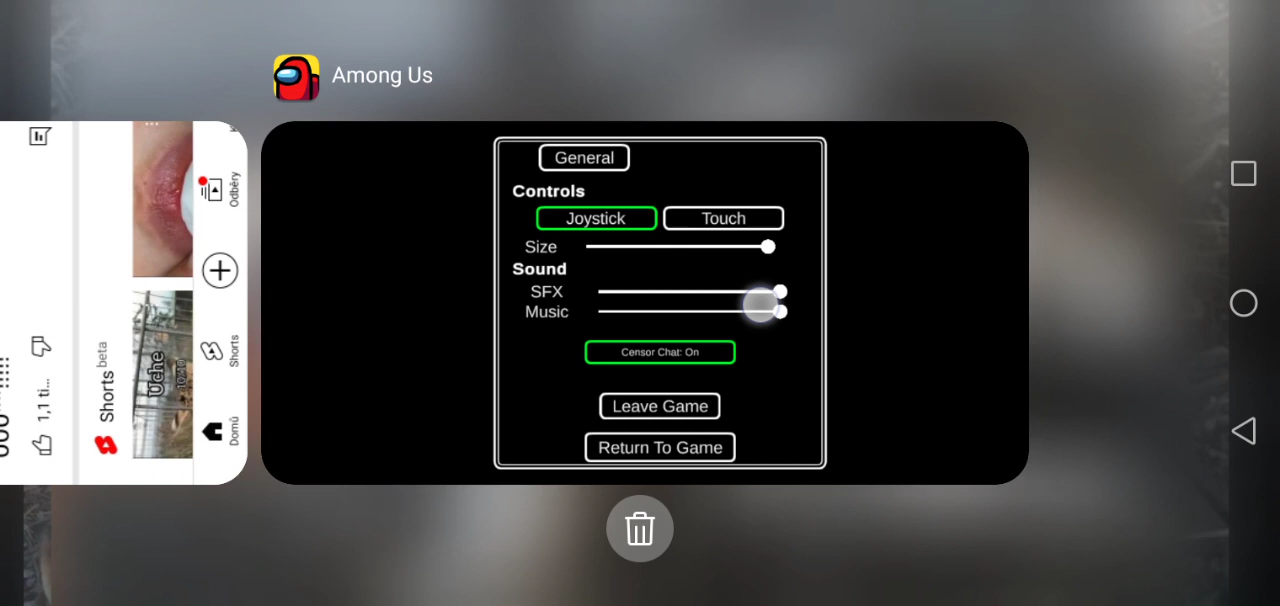 Among Us
General
Controls
Joystick
Touch
Size
Sound
SFX
Music
Censor Chat: On
Leave Game
Return To Game
1,1 ti...
Shorts beta
Uche
Odběry
Shorts
Domů